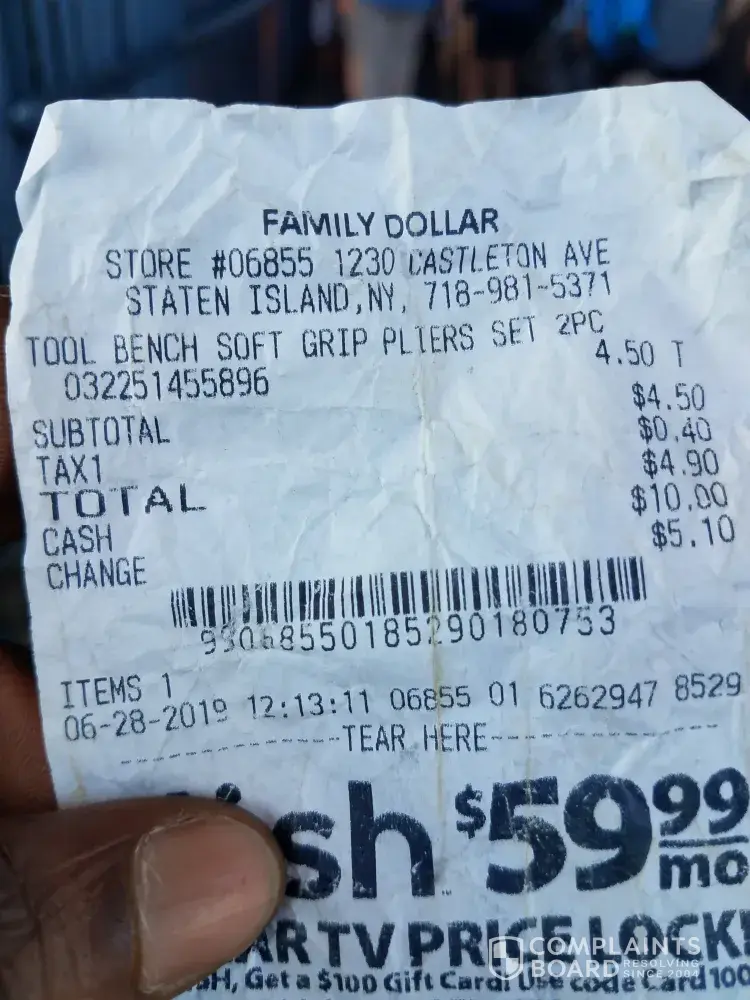 FAMILY DOLLAR
STORE #06855 1230 CASTLETON AVE
STATEN ISLAND,NY, 718-981-5371
TOOL BENCH SOFT GRIP PLIERS SET 2PC
032251455896 4.50 T
SUBTOTAL $4.50
TAX1 $0.40
TOTAL $4.90
CASH $10.00
CHANGE $5.10
99068550185290180753
ITEMS 1
06-28-2019 12:13:11 06855 01 6262947 8529
TEAR HERE
$59 99
mo
TV PRICE LOCK
Get a $100 Gift Card! Use code Card100
COMPLAINTS
BOARD RESOLVING
SINCE 2004